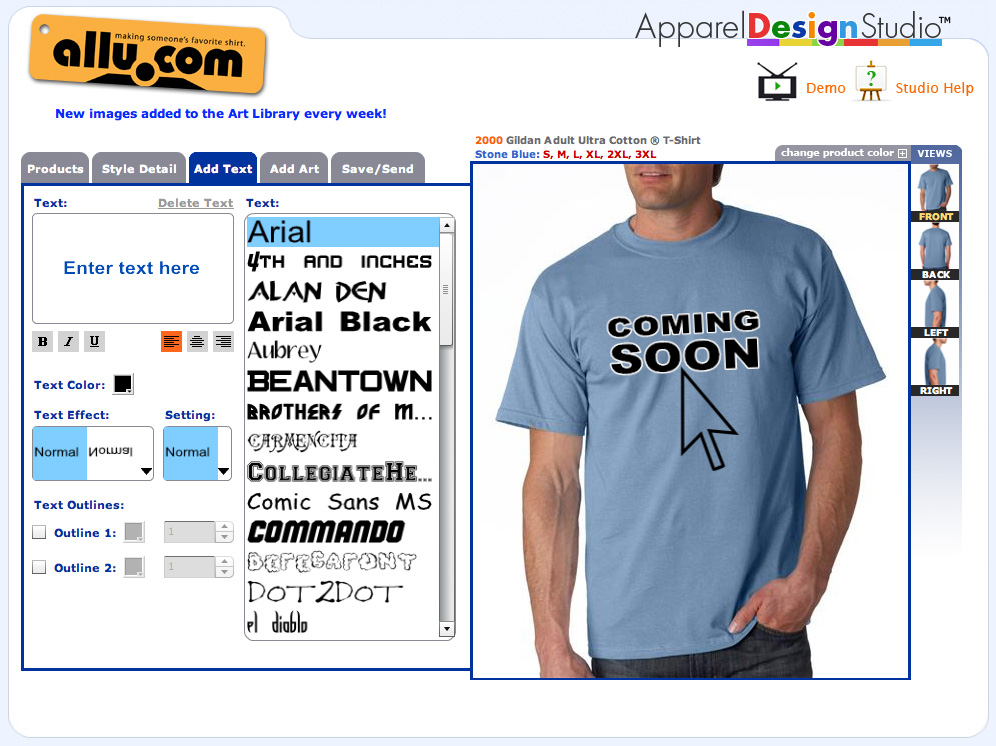 making someone's favorite shirt.
allu.com
ApparelDesignStudio™
?
Demo
Studio Help
New images added to the Art Library every week!
2000 Gildan Adult Ultra Cotton ® T-Shirt
Stone Blue: S, M, L, XL, 2XL, 3XL
change product color
VIEWS
Products
Style Detail
Add Text
Add Art
Save/Send
Text:
Delete Text
Enter text here
B
I
U
Text Color:
Text Effect:
Setting:
Normal
Normal
Normal
Text Outlines:
Outline 1:
1
Outline 2:
1
Text:
Arial
4TH AND INCHES
ALAN DEN
Arial Black
Aubrey
BEANTOWN
BROTHERS OF M...
CARMENCITA
COLLEGIATEHE...
Comic Sans MS
COMMANDO
DEFECAFONT
DOT2DOT
el diablo
COMING
SOON
FRONT
BACK
LEFT
RIGHT